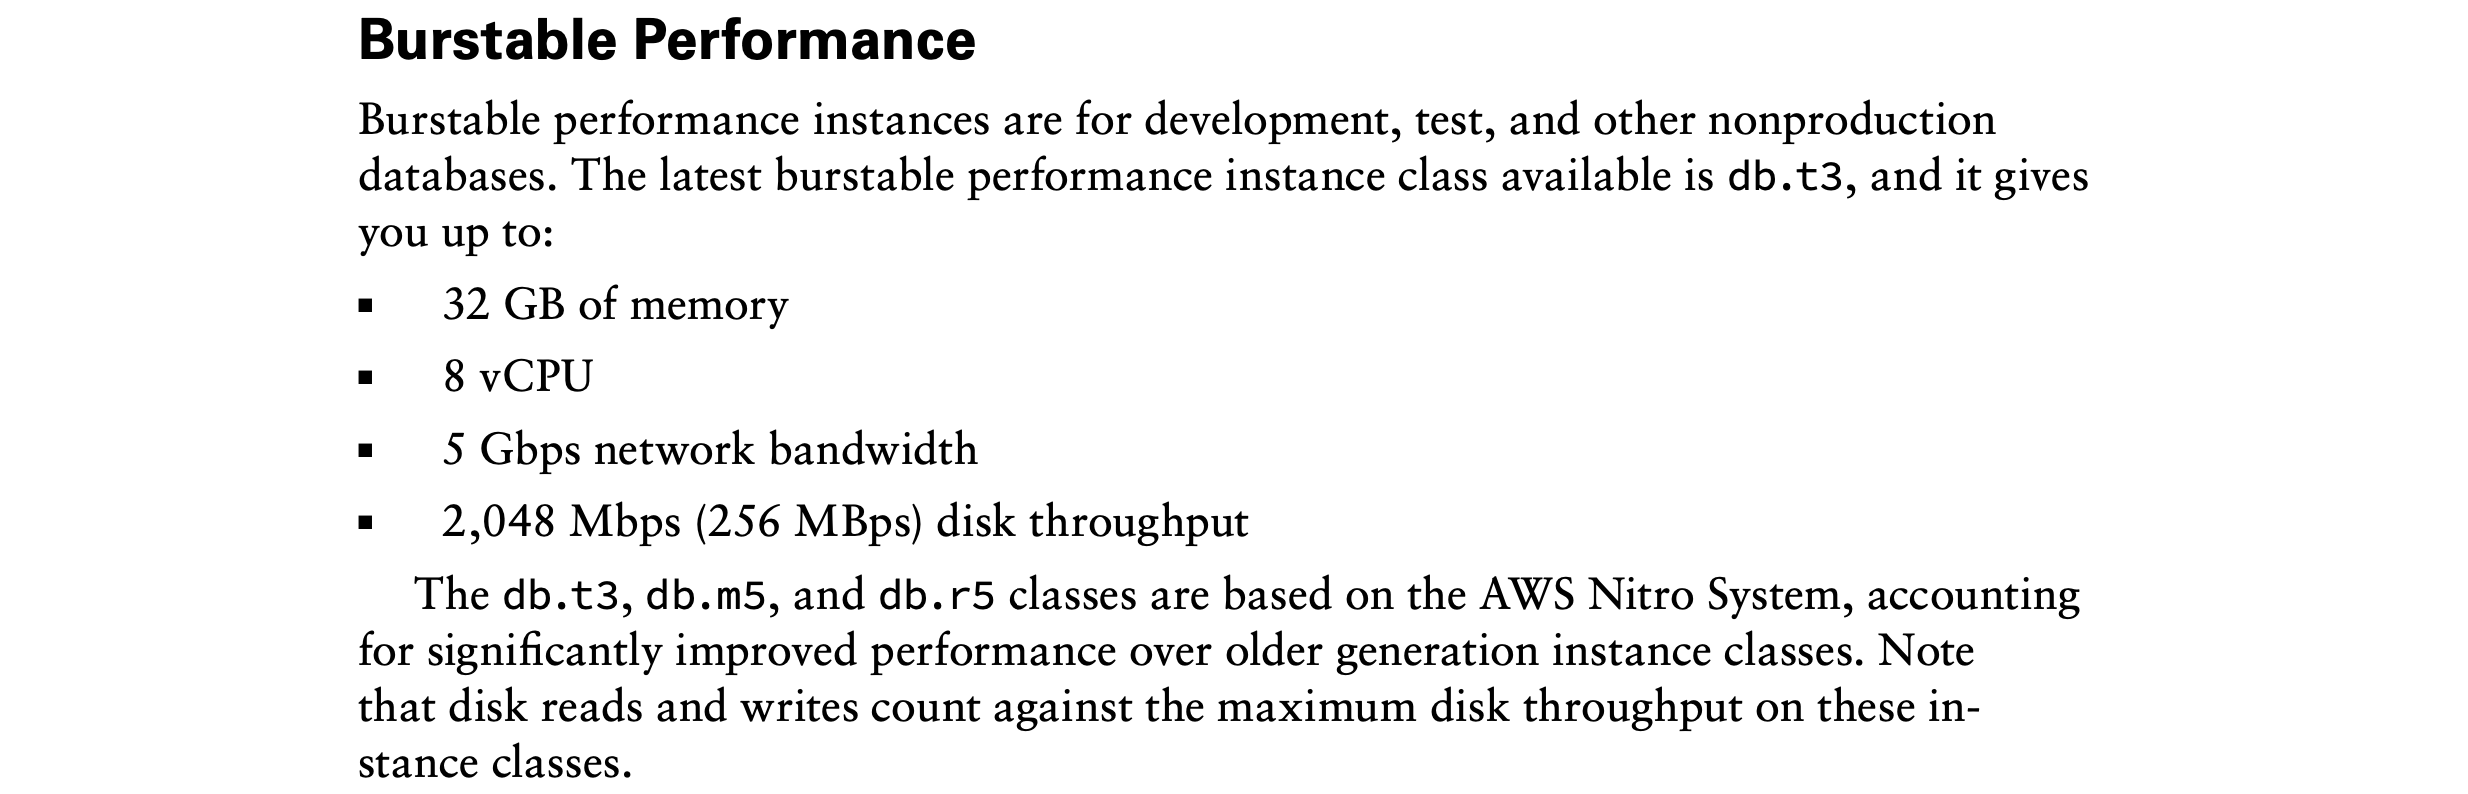 Burstable Performance
Burstable performance instances are for development, test, and other nonproduction
databases. The latest burstable performance instance class available is db.t3, and it gives
you up to:
▪ 32 GB of memory
▪ 8 vCPU
▪ 5 Gbps network bandwidth
▪ 2,048 Mbps (256 MBps) disk throughput
The db.t3, db.m5, and db.r5 classes are based on the AWS Nitro System, accounting
for significantly improved performance over older generation instance classes. Note
that disk reads and writes count against the maximum disk throughput on these in-
stance classes.